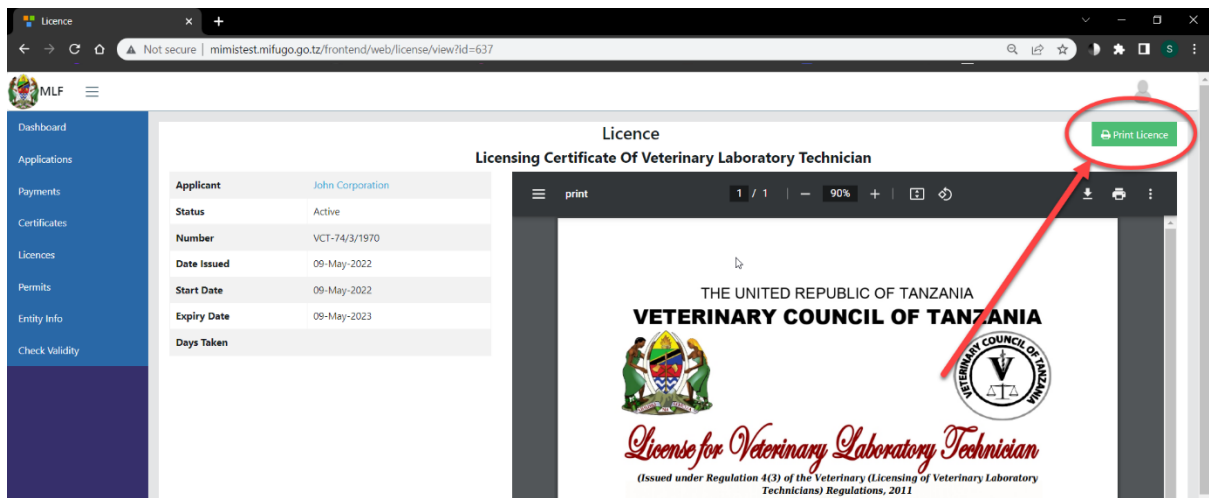 Licence
Not secure | mimistest.mifugo.go.tz/frontend/web/license/view?id=637
S
MLF
Dashboard
Applications
Payments
Certificates
Licences
Permits
Entity Info
Check Validity
Licence
Print Licence
Licensing Certificate Of Veterinary Laboratory Technician
Applicant John Corporation
Status Active
Number VCT-74/3/1970
Date Issued 09-May-2022
Start Date 09-May-2022
Expiry Date 09-May-2023
Days Taken
print 1 / 1 | − 90% + |
THE UNITED REPUBLIC OF TANZANIA
VETERINARY COUNCIL OF TANZANIA
VETERINARY COUNCIL OF TANZANIA
V
License for Veterinary Laboratory Technician
(Issued under Regulation 4(3) of the Veterinary (Licensing of Veterinary Laboratory
Technicians) Regulations, 2011